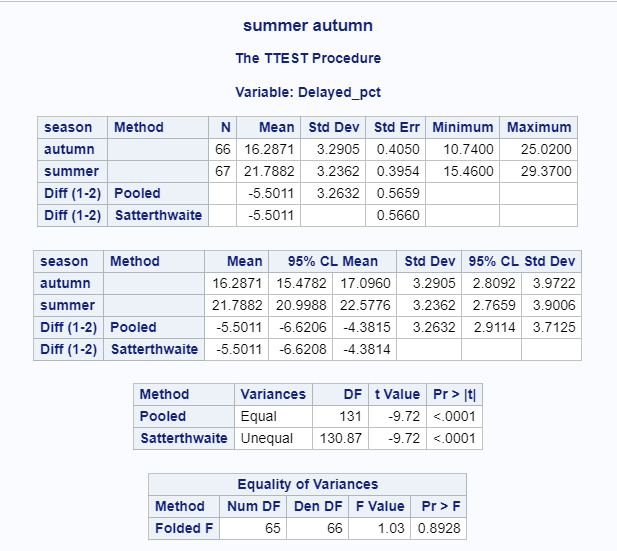 summer autumn
The TTEST Procedure
Variable: Delayed_pct
season Method N Mean Std Dev Std Err Minimum Maximum
autumn 66 16.2871 3.2905 0.4050 10.7400 25.0200
summer 67 21.7882 3.2362 0.3954 15.4600 29.3700
Diff (1-2) Pooled -5.5011 3.2632 0.5659
Diff (1-2) Satterthwaite -5.5011 0.5660
season Method Mean 95% CL Mean Std Dev 95% CL Std Dev
autumn 16.2871 15.4782 17.0960 3.2905 2.8092 3.9722
summer 21.7882 20.9988 22.5776 3.2362 2.7659 3.9006
Diff (1-2) Pooled -5.5011 -6.6206 -4.3815 3.2632 2.9114 3.7125
Diff (1-2) Satterthwaite -5.5011 -6.6208 -4.3814
Method Variances DF t Value Pr > |t|
Pooled Equal 131 -9.72 <.0001
Satterthwaite Unequal 130.87 -9.72 <.0001
Equality of Variances
Method Num DF Den DF F Value Pr > F
Folded F 65 66 1.03 0.8928